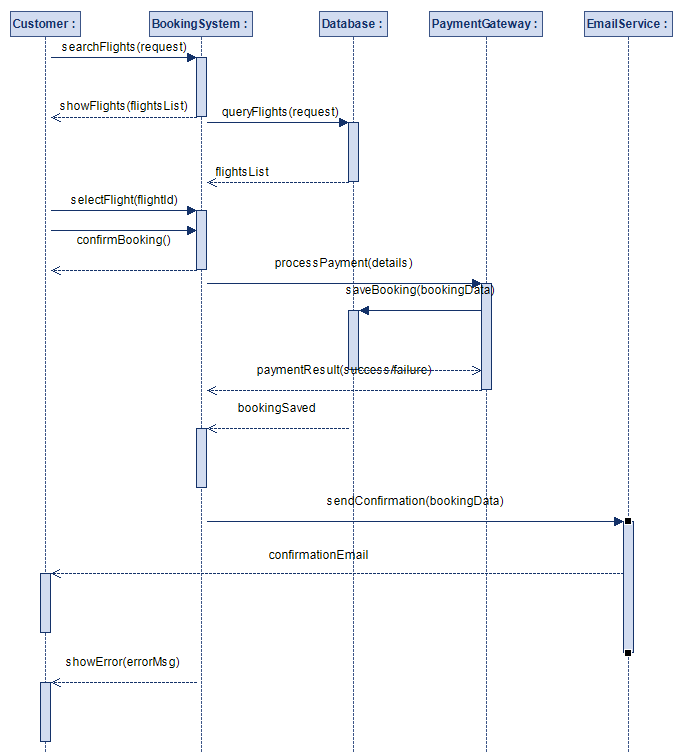 Customer :
BookingSystem :
Database :
PaymentGateway :
EmailService :
searchFlights(request)
showFlights(flightsList)
queryFlights(request)
flightsList
selectFlight(flightId)
confirmBooking()
processPayment(details)
saveBooking(bookingData)
paymentResult(success/failure)
bookingSaved
sendConfirmation(bookingData)
confirmationEmail
showError(errorMsg)